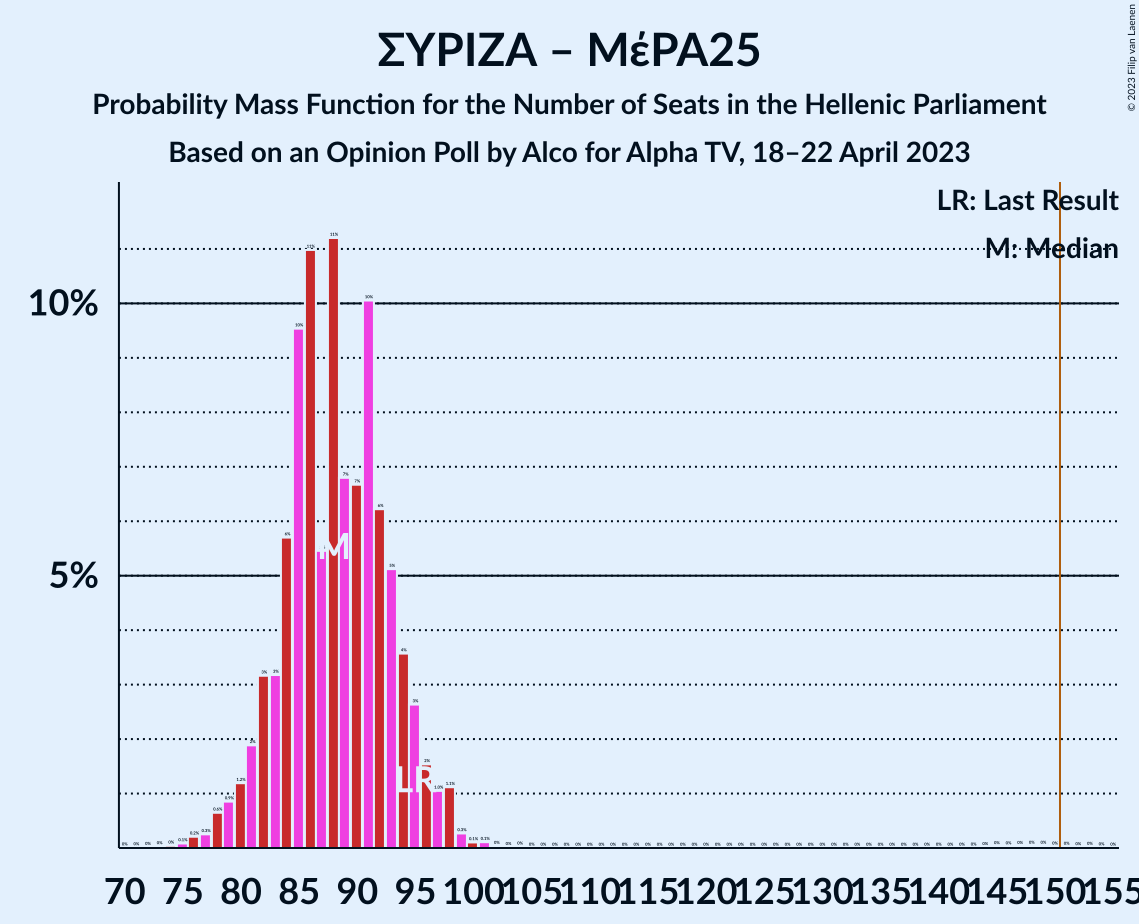 ΣΥΡΙΖΑ – ΜέΡΑ25
Probability Mass Function for the Number of Seats in the Hellenic Parliament
Based on an Opinion Poll by Alco for Alpha TV, 18–22 April 2023
© 2023 Filip van Laenen
LR: Last Result
M: Median
10%
5%
M
LR
70 75 80 85 90 95 100 105 110 115 120 125 130 135 140 145 150 155